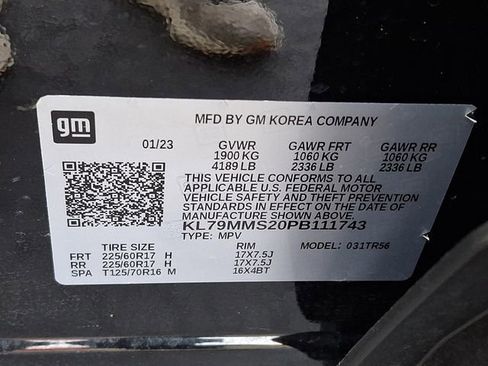 gm
MFD BY GM KOREA COMPANY
01/23 GVWR GAWR FRT GAWR RR
1900 KG 1060 KG 1060 KG
4189 LB 2336 LB 2336 LB
THIS VEHICLE CONFORMS TO ALL
APPLICABLE U.S. FEDERAL MOTOR
VEHICLE SAFETY AND THEFT PREVENTION
STANDARDS IN EFFECT ON THE DATE OF
MANUFACTURE SHOWN ABOVE.
KL79MMS20PB111743
TYPE: MPV MODEL: 031TR56
TIRE SIZE RIM
FRT 225/60R17 H 17X7.5J
RR 225/60R17 H 17X7.5J
SPA T125/70R16 M 16X4BT